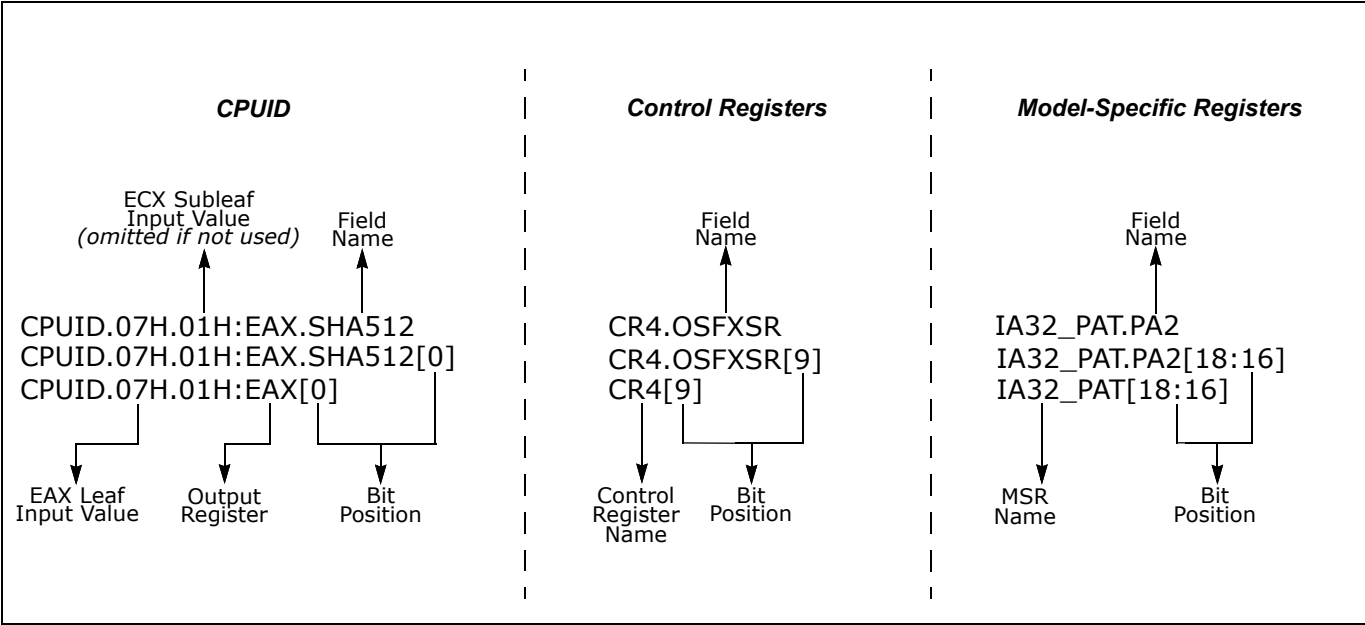 CPUID
ECX Subleaf
Input Value
(omitted if not used)
Field
Name
CPUID.07H.01H:EAX.SHA512
CPUID.07H.01H:EAX.SHA512[0]
CPUID.07H.01H:EAX[0]
EAX Leaf
Input Value
Output
Register
Bit
Position
Control Registers
Field
Name
CR4.OSFXSR
CR4.OSFXSR[9]
CR4[9]
Control
Register
Name
Bit
Position
Model-Specific Registers
Field
Name
IA32_PAT.PA2
IA32_PAT.PA2[18:16]
IA32_PAT[18:16]
MSR
Name
Bit
Position